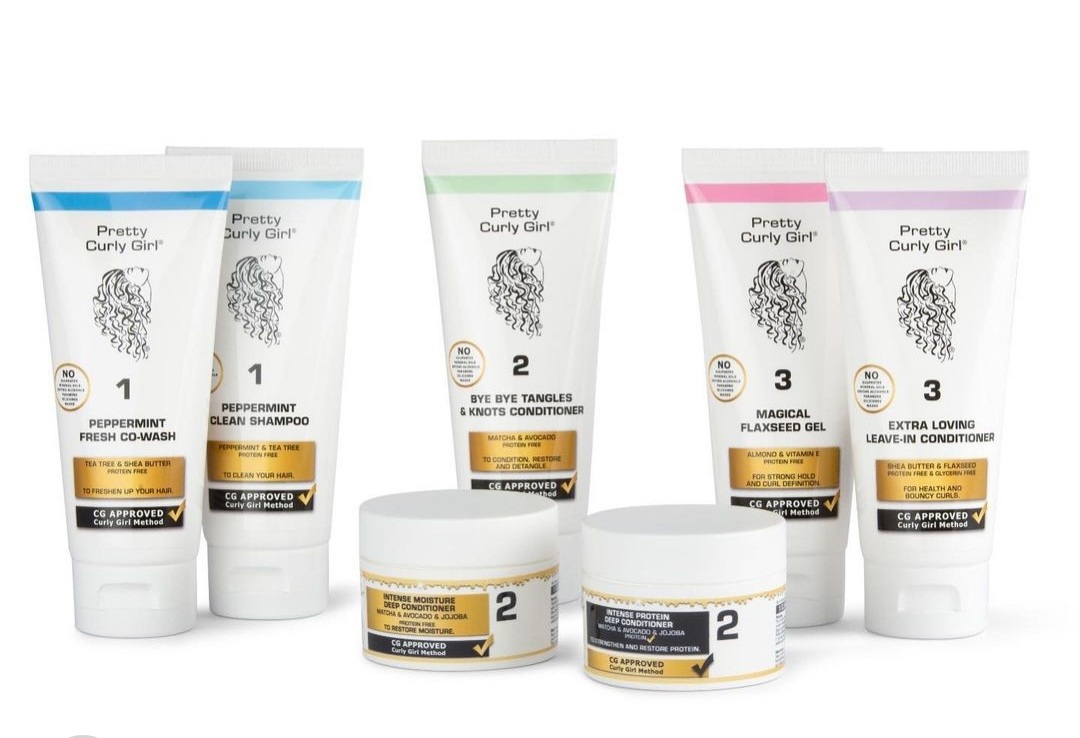 Pretty
Curly Girl®
NO
1
PEPPERMINT
FRESH CO-WASH
TEA TREE & SHEA BUTTER
PROTEIN FREE
TO FRESHEN UP YOUR HAIR.
CG APPROVED
Curly Girl Method
Pretty
Curly Girl®
1
PEPPERMINT
CLEAN SHAMPOO
PEPPERMINT & TEA TREE
PROTEIN FREE
TO CLEAN YOUR HAIR.
CG APPROVED
Curly Girl Method
Pretty
Curly Girl®
NO
2
BYE BYE TANGLES
& KNOTS CONDITIONER
MATCHA & AVOCADO
PROTEIN FREE
TO CONDITION, RESTORE
AND DETANGLE.
CG APPROVED
Method
Pretty
Curly Girl®
NO
3
MAGICAL
FLAXSEED GEL
ALMOND & VITAMIN E
PROTEIN FREE
FOR STRONG HOLD
AND CURL DEFINITION.
CG APPROVED
Girl Method
Pretty
Curly Girl®
NO
3
EXTRA LOVING
LEAVE-IN CONDITIONER
SHEA BUTTER & FLAXSEED
PROTEIN FREE & GLYCERIN FREE
FOR HEALTH AND
BOUNCY CURLS.
CG APPROVED
Curly Girl Method
INTENSE MOISTURE
DEEP CONDITIONER
MATCHA & AVOCADO & JOJOBA
PROTEIN FREE
TO RESTORE MOISTURE.
2
CG APPROVED
Curly Girl Method
INTENSE PROTEIN
DEEP CONDITIONER
MATCHA & AVOCADO & JOJOBA
PROTEIN
TO STRENGTHEN AND RESTORE PROTEIN.
2
CG APPROVED
Curly Girl Method